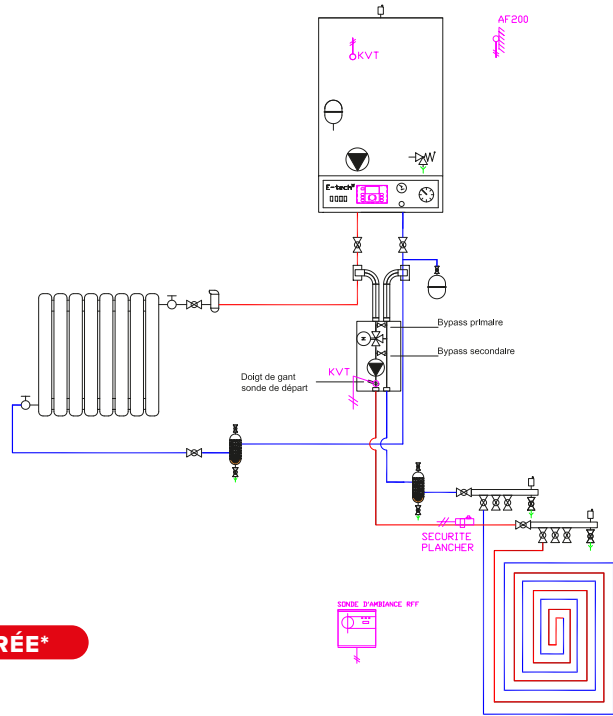 AF200
KVT
E-tech
Bypass primaire
Bypass secondaire
M
KVT
Doigt de gant
sonde de départ
SECURITE
PLANCHER
SONDE D'AMBIANCE RFF
RÉE*